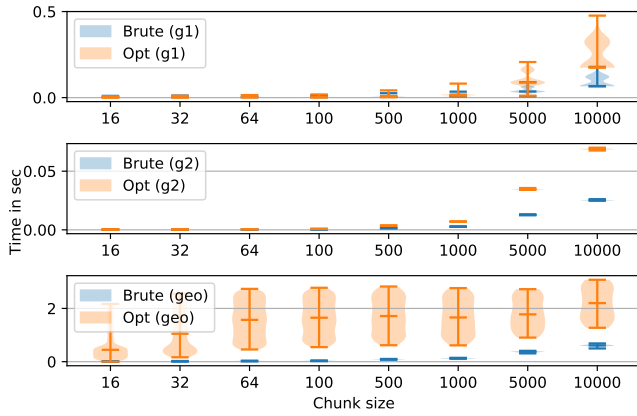 0.5
0.0
Brute (g1)
Opt (g1)
16 32 64 100 500 1000 5000 10000
Time in sec
0.05
0.00
Brute (g2)
Opt (g2)
16 32 64 100 500 1000 5000 10000
2
0
Brute (geo)
Opt (geo)
16 32 64 100 500 1000 5000 10000
Chunk size